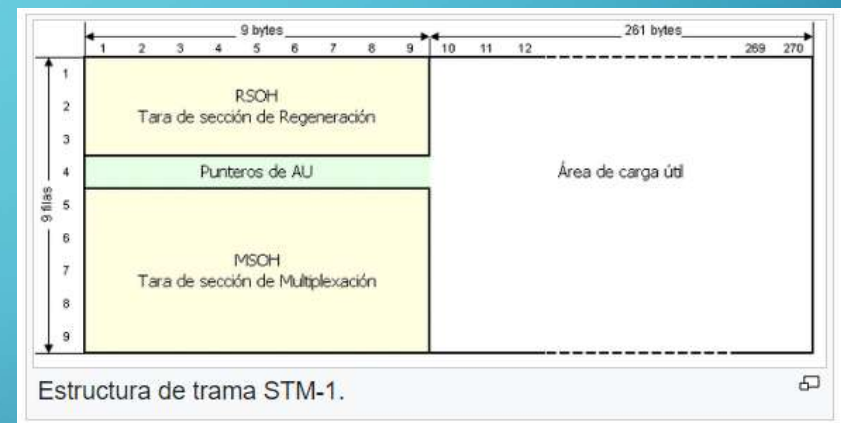 9 bytes 261 bytes
1 2 3 4 5 6 7 8 9 10 11 12 269 270
1
2
3
4
5
6
7
8
9
9 filas
RSOH
Tara de sección de Regeneración
Punteros de AU
Área de carga útil
MSOH
Tara de sección de Multiplexación
Estructura de trama STM-1.